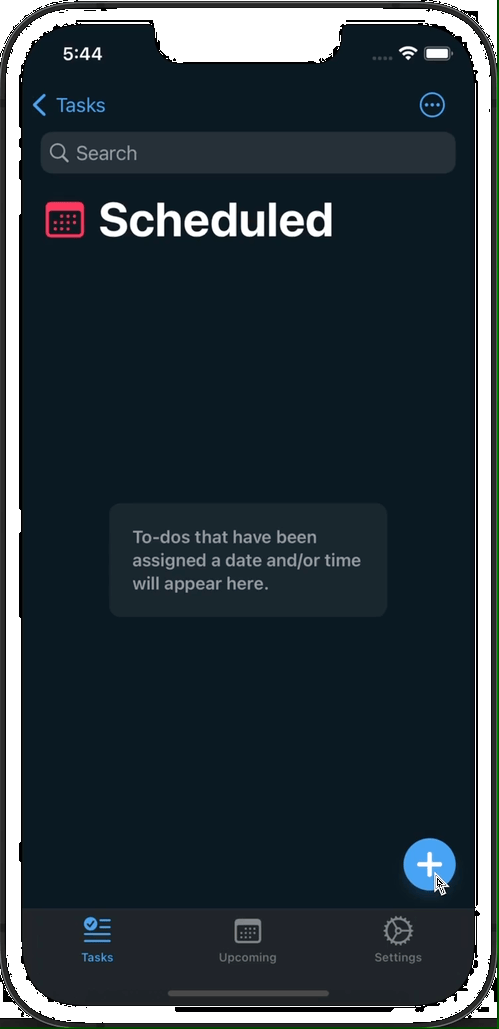 5:44
Tasks
Search
Scheduled
To-dos that have been
assigned a date and/or time
will appear here.
Tasks
Upcoming
Settings